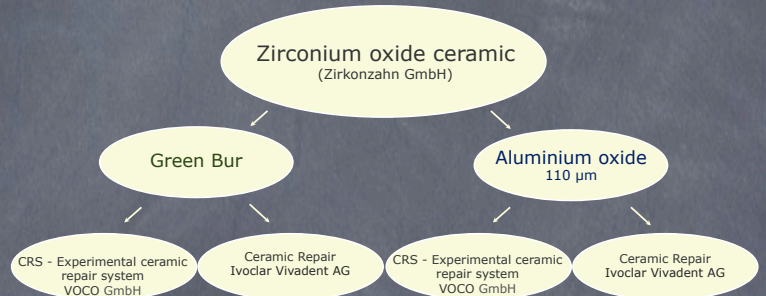 Zirconium oxide ceramic
(Zirkonzahn GmbH)
Green Bur
Aluminium oxide
110 µm
CRS - Experimental ceramic
repair system
VOCO GmbH
Ceramic Repair
Ivoclar Vivadent AG
CRS - Experimental ceramic
repair system
VOCO GmbH
Ceramic Repair
Ivoclar Vivadent AG